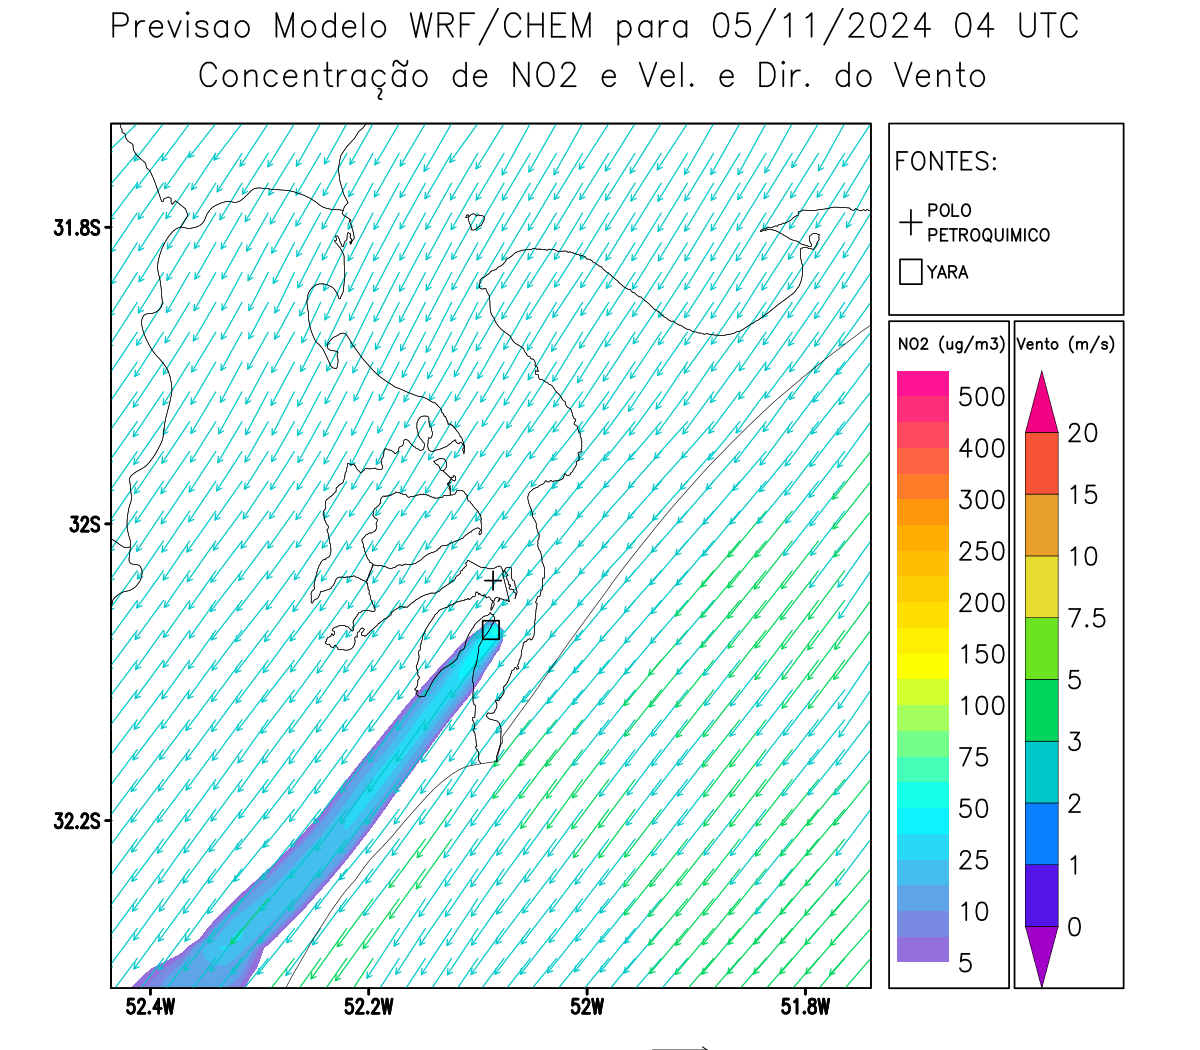 Previsao Modelo WRF/CHEM para 05/11/2024 04 UTC
Concentração de NO2 e Vel. e Dir. do Vento
FONTES:
POLO
PETROQUIMICO
YARA
NO2 (ug/m3)
Vento (m/s)
500
400
300
250
200
150
100
75
50
25
10
5
20
15
10
7.5
5
3
2
1
0
31.8S
32S
32.2S
52.4W
52.2W
52W
51.8W